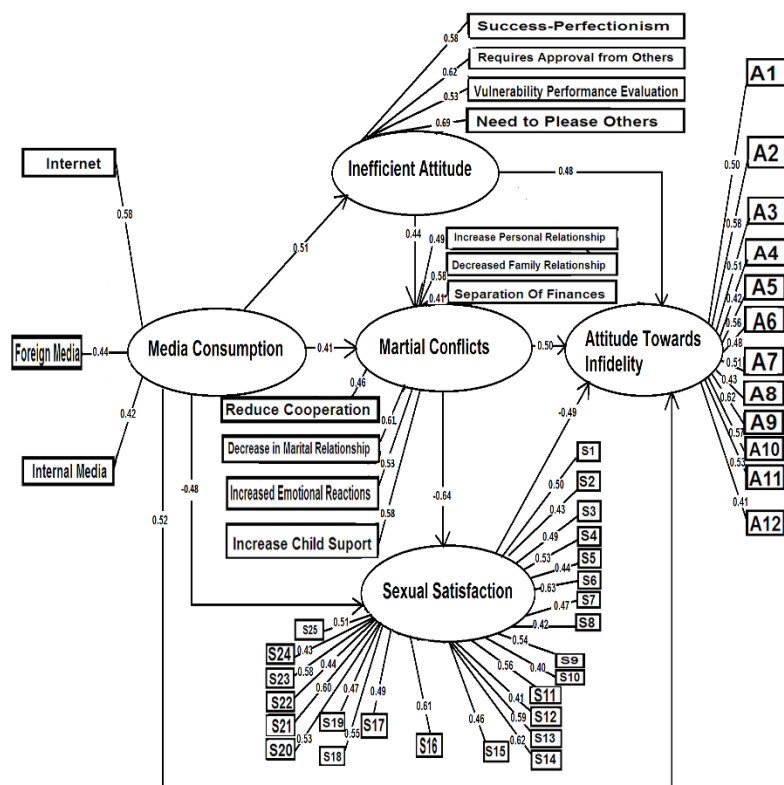 Success-Perfectionism
0.58
Requires Approval from Others
0.62
Vulnerability Performance Evaluation
0.53
Need to Please Others
0.69
Inefficient Attitude
0.48
A1
0.50
A2
0.58
A3
0.51
A4
0.42
A5
0.56
A6
0.48
A7
0.51
A8
0.43
A9
0.62
A10
0.57
A11
0.53
A12
0.41
Internet
0.58
Foreign Media
0.44
Internal Media
0.42
Media Consumption
0.51
0.44
0.49
Increase Personal Relationship
0.58
Decreased Family Relationship
0.41
Separation Of Finances
0.41
Martial Conflicts
0.50
Attitude Towards
Infidelity
0.46
Reduce Cooperation
0.61
Decrease in Marital Relationship
0.53
Increased Emotional Reactions
0.58
Increase Child Suport
-0.48
0.52
-0.64
-0.49
Sexual Satisfaction
S1
0.50
S2
0.43
S3
0.49
S4
0.53
S5
0.44
S6
0.63
S7
0.47
S8
0.42
S9
0.54
S10
0.40
S11
0.56
S12
0.41
S13
0.59
S14
0.62
S15
0.46
S16
0.61
S17
0.49
S18
0.55
S19
0.47
S20
0.53
S21
0.60
S22
0.44
S23
0.58
S24
0.43
S25
0.51